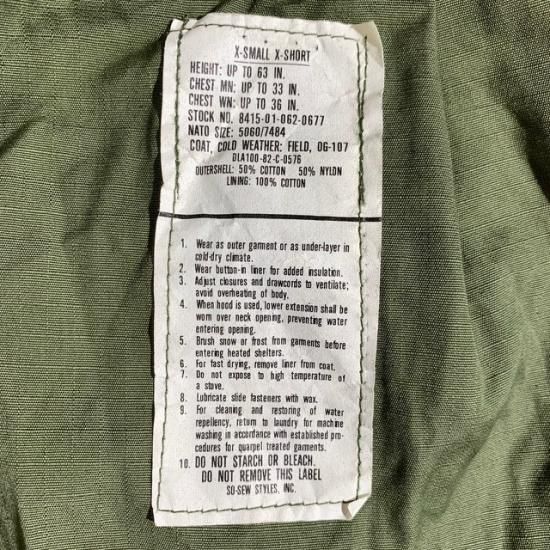 X-SMALL X-SHORT
HEIGHT: UP TO 63 IN.
CHEST MN: UP TO 33 IN.
CHEST WN: UP TO 36 IN.
STOCK NO. 8415-01-062-0677
NATO SIZE: 5060/7484
COAT, COLD WEATHER: FIELD, OG-107
DLA100-82-C-0576
OUTERSHELL: 50% COTTON 50% NYLON
LINING: 100% COTTON
1. Wear as outer garment or as under-layer in
cold-dry climate.
2. Wear button-in liner for added insulation.
3. Adjust closures and drawcords to ventilate;
avoid overheating of body.
4. When hood is used, lower extension shall be
worn over neck opening, preventing water
entering opening.
5. Brush snow or frost from garments before
entering heated shelters.
6. For fast drying, remove liner from coat.
7. Do not expose to high temperature of
a stove.
8. Lubricate slide fasteners with wax.
9. For cleaning and restoring of water
repellency, return to laundry for machine
washing in accordance with established pro-
cedures for quarpel treated garments.
10. DO NOT STARCH OR BLEACH.
DO NOT REMOVE THIS LABEL
SO-SEW STYLES, INC.